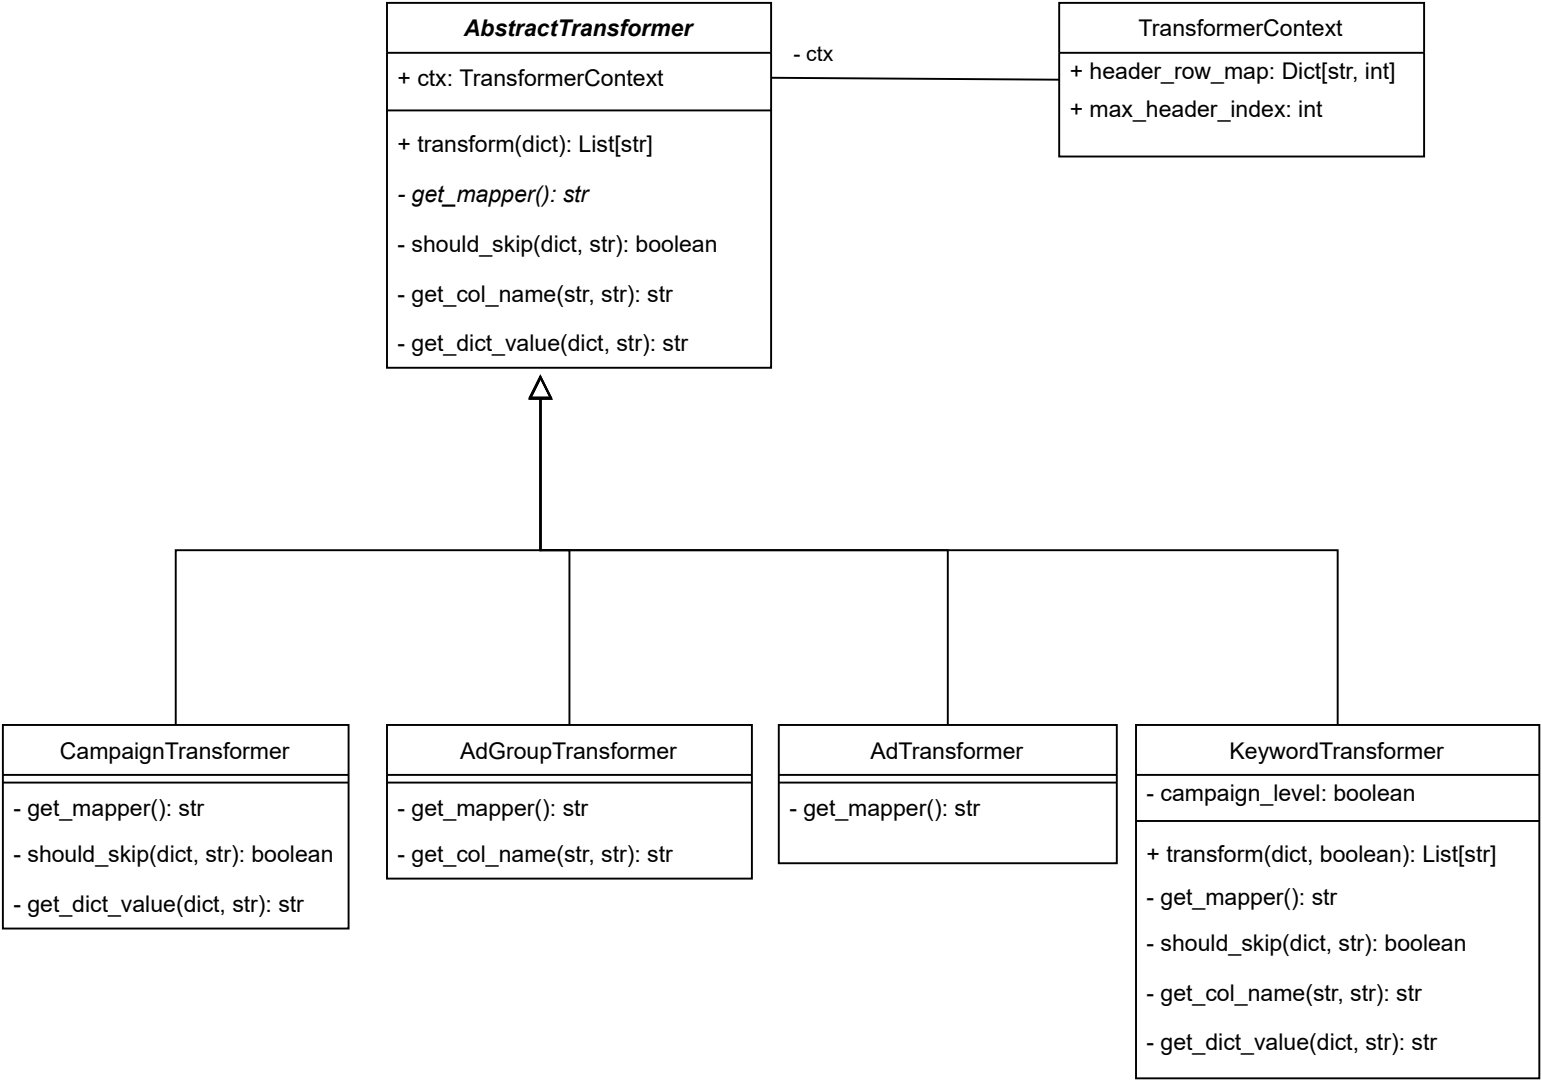 AbstractTransformer
+ ctx: TransformerContext
+ transform(dict): List[str]
- get_mapper(): str
- should_skip(dict, str): boolean
- get_col_name(str, str): str
- get_dict_value(dict, str): str
- ctx
TransformerContext
+ header_row_map: Dict[str, int]
+ max_header_index: int
CampaignTransformer
- get_mapper(): str
- should_skip(dict, str): boolean
- get_dict_value(dict, str): str
AdGroupTransformer
- get_mapper(): str
- get_col_name(str, str): str
AdTransformer
- get_mapper(): str
KeywordTransformer
- campaign_level: boolean
+ transform(dict, boolean): List[str]
- get_mapper(): str
- should_skip(dict, str): boolean
- get_col_name(str, str): str
- get_dict_value(dict, str): str